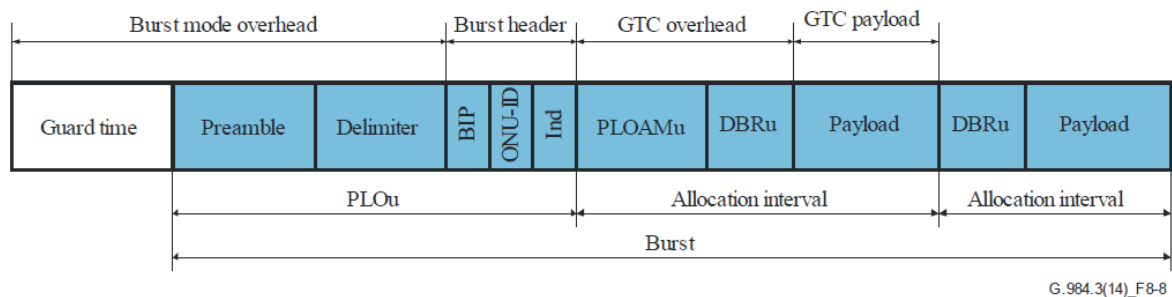 Burst mode overhead Burst header GTC overhead GTC payload
Guard time Preamble Delimiter BIP ONU-ID Ind PLOAMu DBRu Payload DBRu Payload
PLOu Allocation interval Allocation interval
Burst
G.984.3(14)_F8-8